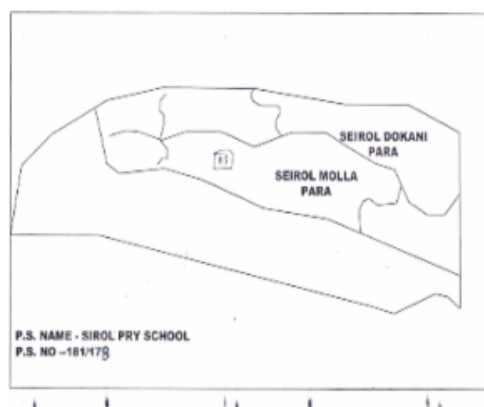 SEIROL DOKANI
PARA
SEIROL MOLLA
PARA
P.S. NAME - SIROL PRY SCHOOL
P.S. NO -181/178